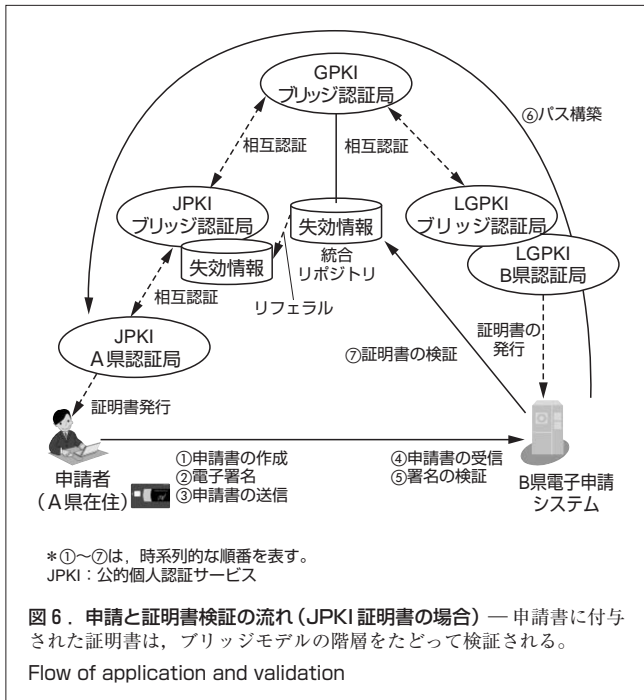 GPKI
ブリッジ認証局
⑥パス構築
相互認証
相互認証
JPKI
ブリッジ認証局
失効情報
失効情報
統合
リポジトリ
LGPKI
ブリッジ認証局
LGPKI
B県認証局
リフェラル
相互認証
JPKI
A県認証局
証明書の
発行
⑦証明書の検証
証明書発行
申請者
(A県在住)
①申請書の作成
②電子署名
③申請書の送信
④申請書の受信
⑤署名の検証
B県電子申請
システム
*①~⑦は,時系列的な順番を表す。
JPKI:公的個人認証サービス
図6.申請と証明書検証の流れ(JPKI証明書の場合)— 申請書に付与
された証明書は,ブリッジモデルの階層をたどって検証される。
Flow of application and validation